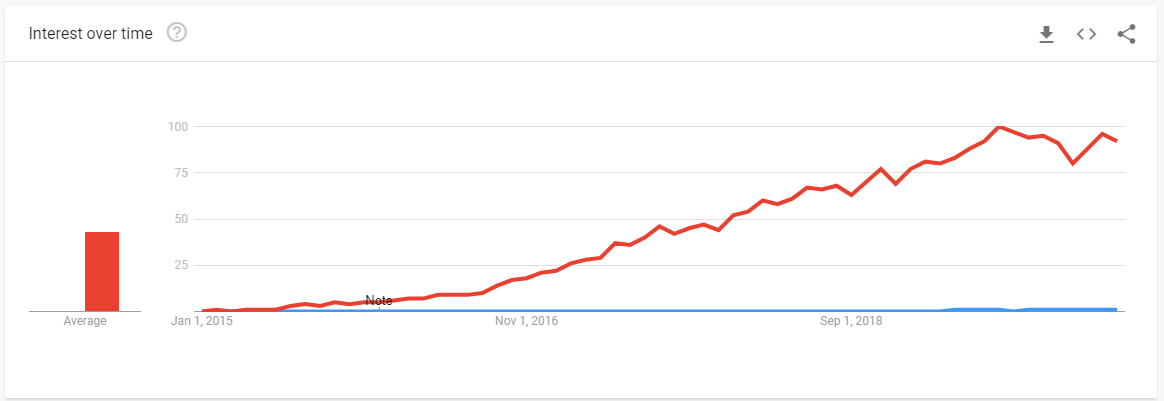 Interest over time
100
75
50
25
Note
Average
Jan 1, 2015
Nov 1, 2016
Sep 1, 2018